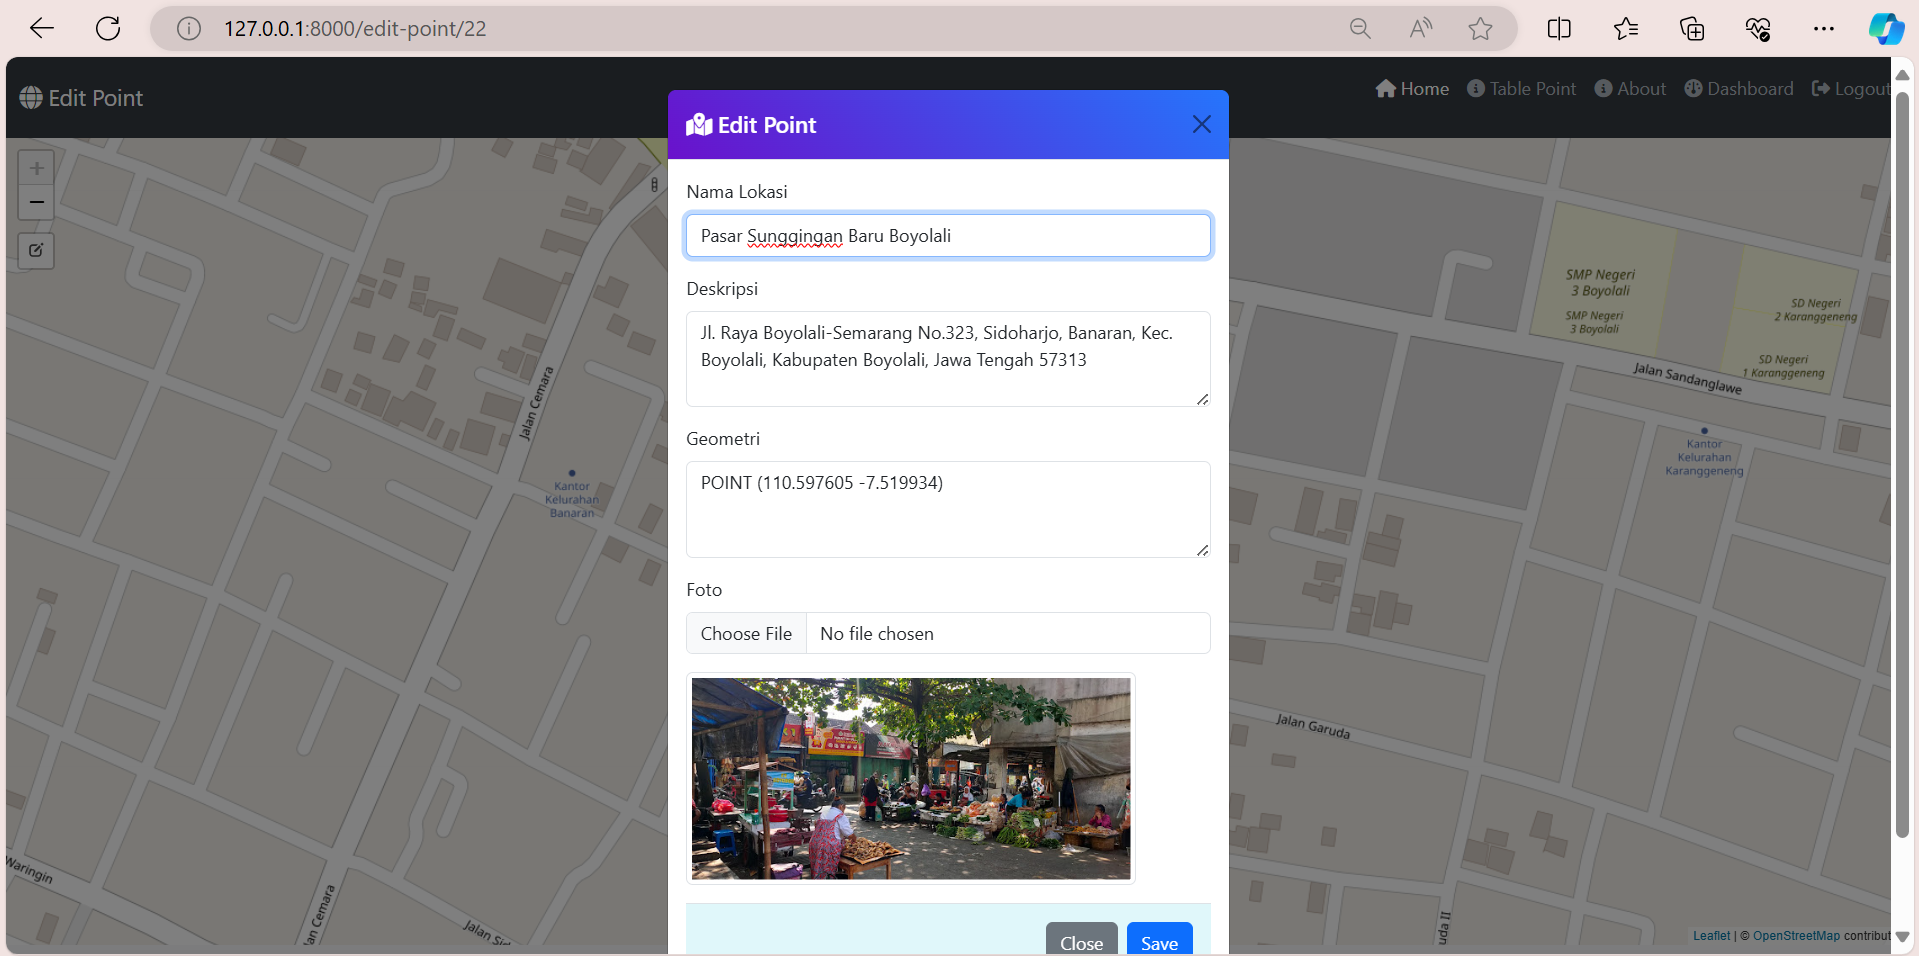 127.0.0.1:8000/edit-point/22
Edit Point
Home
Table Point
About
Dashboard
Logout
Edit Point
Nama Lokasi
Pasar Sunggingan Baru Boyolali
Deskripsi
Jl. Raya Boyolali-Semarang No.323, Sidoharjo, Banaran, Kec.
Boyolali, Kabupaten Boyolali, Jawa Tengah 57313
Geometri
POINT (110.597605 -7.519934)
Foto
Choose File No file chosen
Close
Save
+
−
Jalan Cemara
Kantor
Kelurahan
Banaran
Waringin
lan Cemara
Jalan Si
SMP Negeri
3 Boyolali
SMP Negeri
3 Boyolali
SD Negeri
2 Karanggeneng
SD Negeri
1 Karanggeneng
Jalan Sandanglawe
Kantor
Kelurahan
Karanggeneng
Jalan Garuda
uda II
Leaflet | © OpenStreetMap contribut